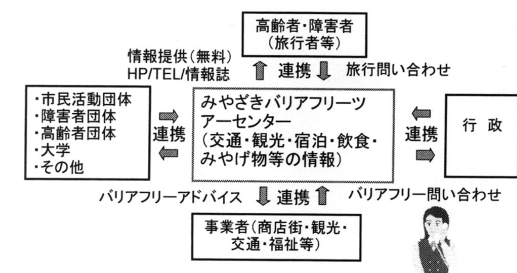 高齢者・障害者
（旅行者等）
情報提供（無料）
HP/TEL/情報誌
連携
旅行問い合わせ
・市民活動団体
・障害者団体
・高齢者団体
・大学
・その他
連携
みやざきバリアフリーツ
アーセンター
（交通・観光・宿泊・飲食・
みやげ物等の情報）
連携
行 政
バリアフリーアドバイス
連携
バリアフリー問い合わせ
事業者（商店街・観光・
交通・福祉等）